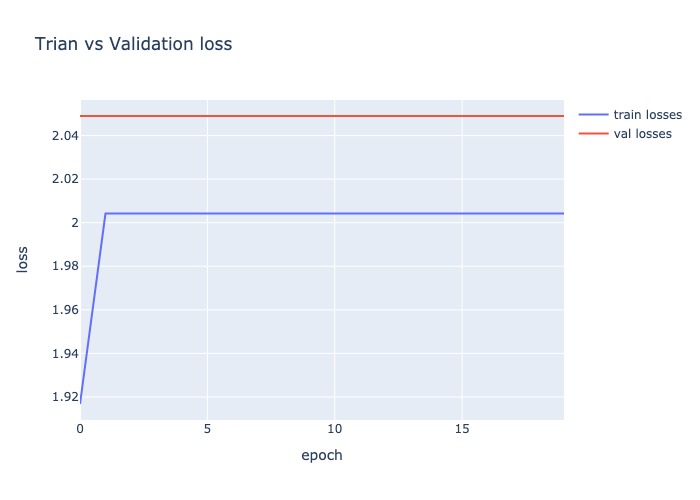 Trian vs Validation loss
train losses
val losses
2.04
2.02
2
1.98
1.96
1.94
1.92
loss
0
5
10
15
epoch